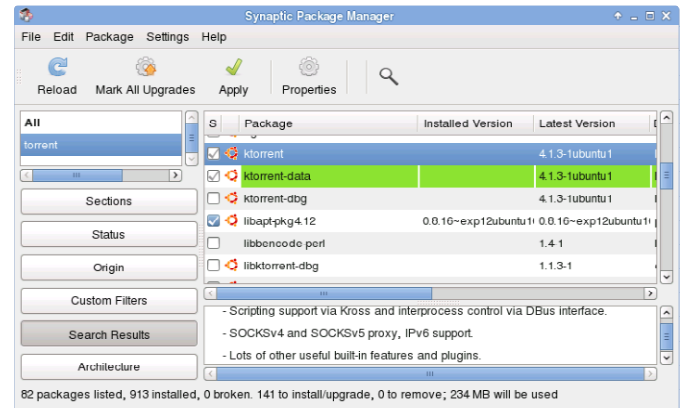 Synaptic Package Manager
File Edit Package Settings Help
Reload Mark All Upgrades Apply Properties
All
torrent
S Package Installed Version Latest Version
ktorrent 4.1.3-1ubuntu1
ktorrent-data 4.1.3-1ubuntu1
ktorrent-dbg 4.1.3-1ubuntu1
libapt-pkg4.12 0.8.16~exp12ubuntu1 0.8.16~exp12ubuntu1
libbencode-perl 1.4-1
libktorrent-dbg 1.1.3-1
Sections
Status
Origin
Custom Filters
Search Results
Architecture
- Scripting support via Kross and interprocess control via DBus interface.
- SOCKSv4 and SOCKSv5 proxy, IPv6 support.
- Lots of other useful built-in features and plugins.
82 packages listed, 913 installed, 0 broken. 141 to install/upgrade, 0 to remove; 234 MB will be used